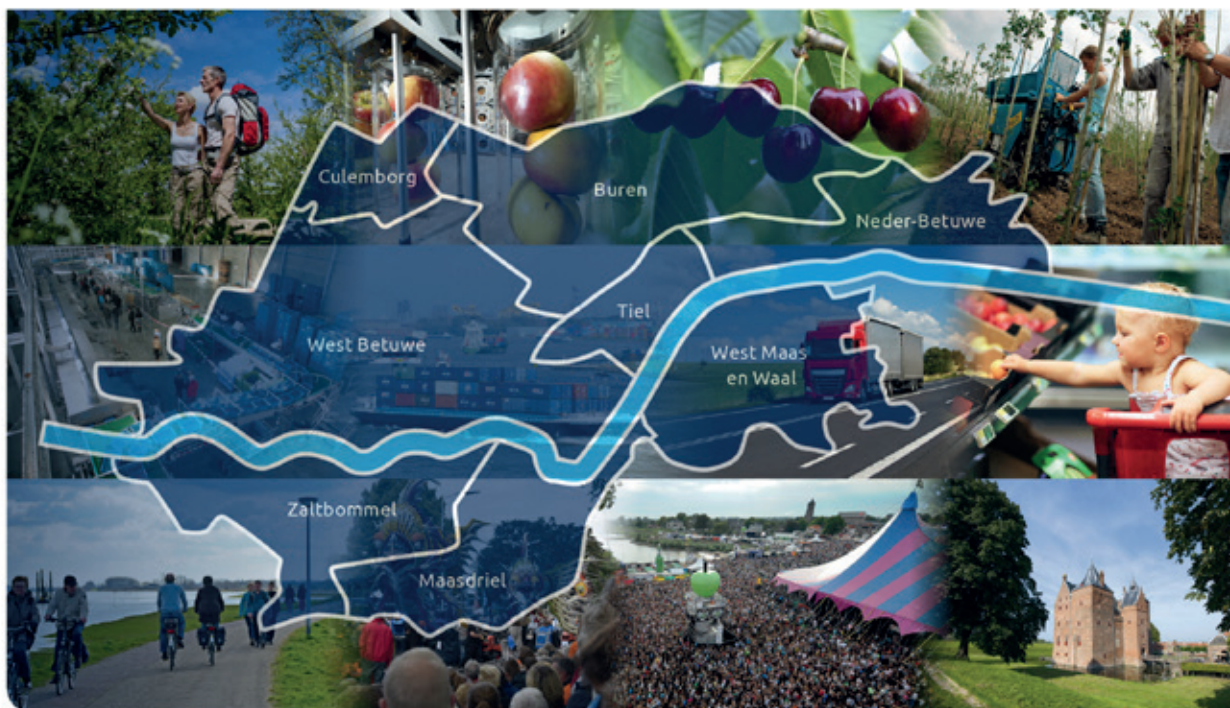 Culemborg
Buren
Neder-Betuwe
Tiel
West Betuwe
West Maas
en Waal
Zaltbommel
Maasdriel